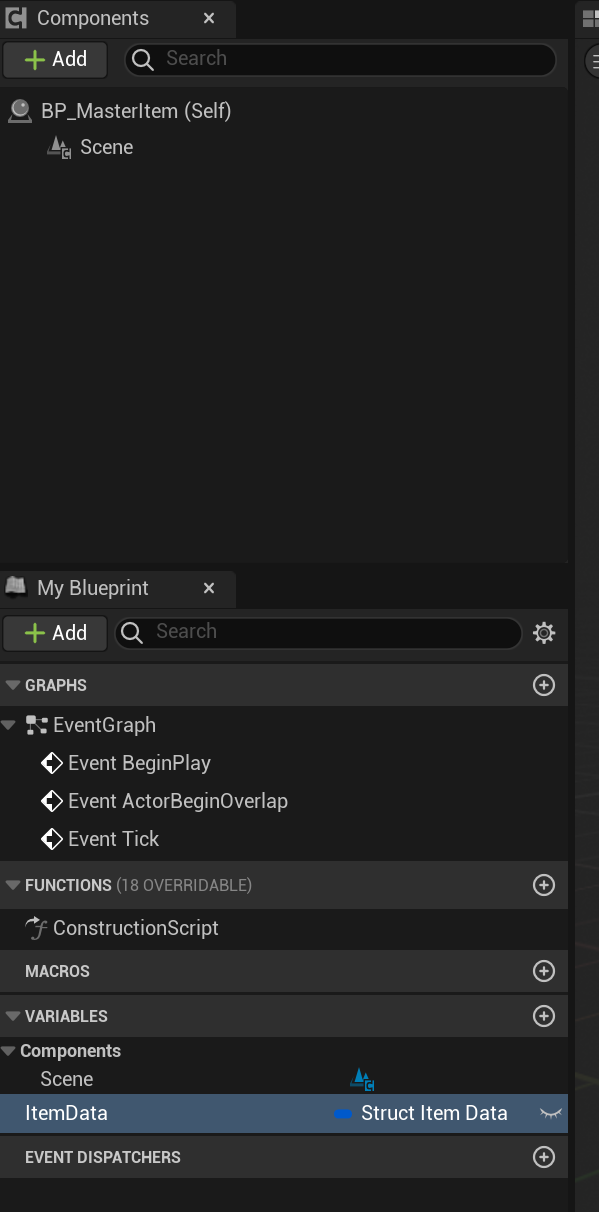 Components
Add
Search
BP_MasterItem (Self)
Scene
My Blueprint
Add
Search
GRAPHS
EventGraph
Event BeginPlay
Event ActorBeginOverlap
Event Tick
FUNCTIONS (18 OVERRIDABLE)
ConstructionScript
MACROS
VARIABLES
Components
Scene
ItemData Struct Item Data
EVENT DISPATCHERS